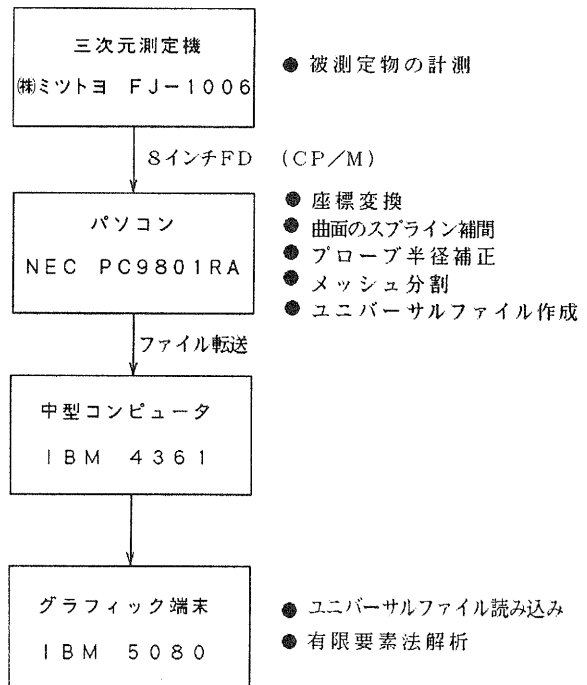 三次元測定機
㈱ミツトヨ FJ-1006
● 被測定物の計測
8インチFD (CP/M)
パソコン
NEC PC9801RA
● 座標変換
● 曲面のスプライン補間
● プローブ半径補正
● メッシュ分割
● ユニバーサルファイル作成
ファイル転送
中型コンピュータ
IBM 4361
グラフィック端末
IBM 5080
● ユニバーサルファイル読み込み
● 有限要素法解析